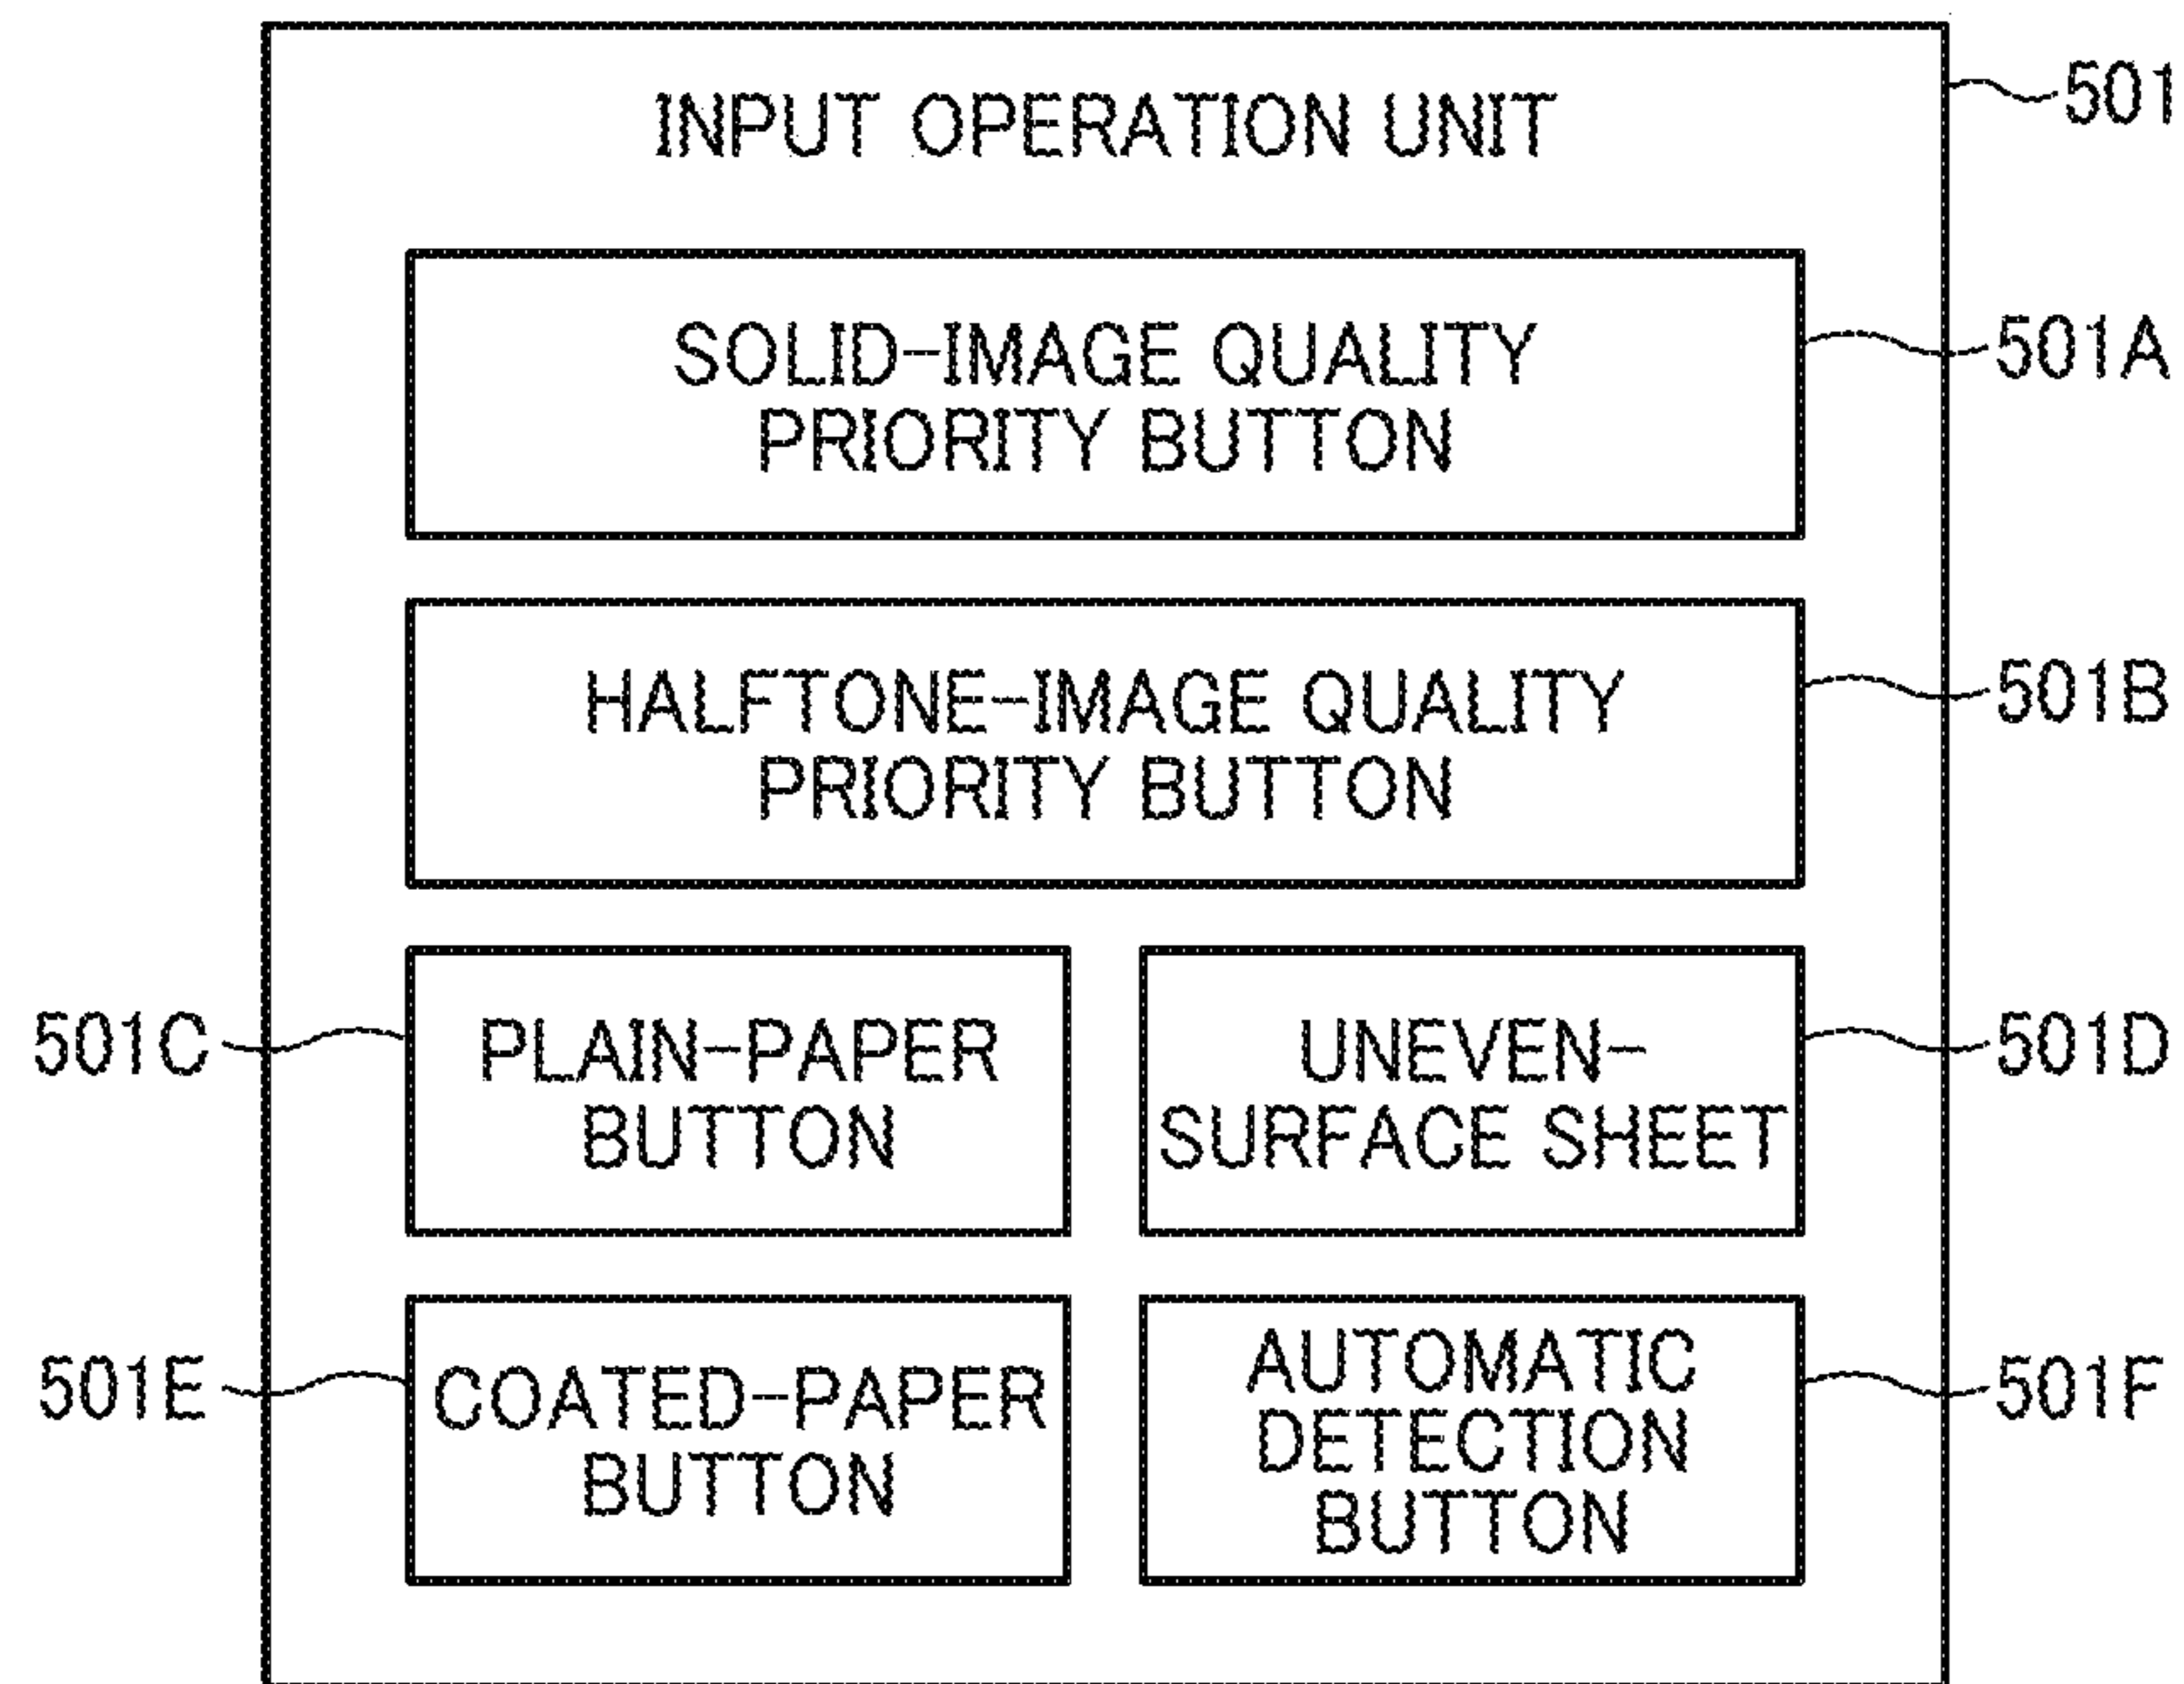 INPUT OPERATION UNIT
501
SOLID-IMAGE QUALITY
PRIORITY BUTTON
501A
HALFTONE-IMAGE QUALITY
PRIORITY BUTTON
501B
501C
PLAIN-PAPER
BUTTON
UNEVEN-
SURFACE SHEET
501D
501E
COATED-PAPER
BUTTON
AUTOMATIC
DETECTION
BUTTON
501F